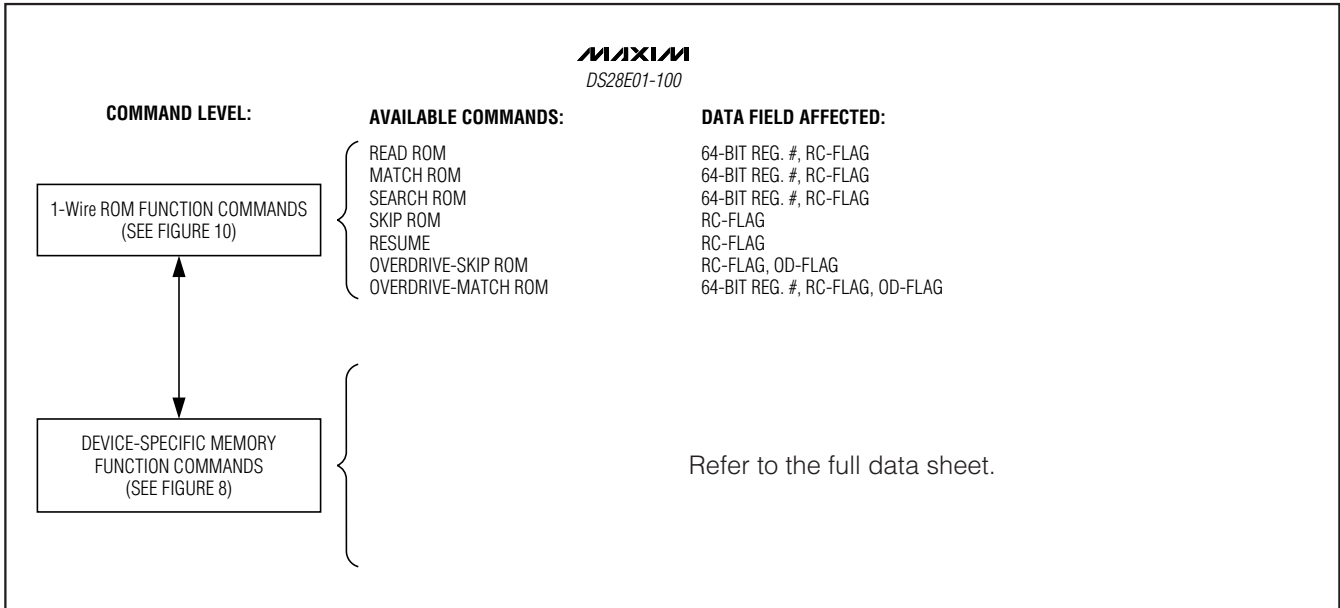 MAXIM
DS28E01-100
COMMAND LEVEL:
AVAILABLE COMMANDS:
DATA FIELD AFFECTED:
1-Wire ROM FUNCTION COMMANDS
(SEE FIGURE 10)
READ ROM 64-BIT REG. #, RC-FLAG
MATCH ROM 64-BIT REG. #, RC-FLAG
SEARCH ROM 64-BIT REG. #, RC-FLAG
SKIP ROM RC-FLAG
RESUME RC-FLAG
OVERDRIVE-SKIP ROM RC-FLAG, OD-FLAG
OVERDRIVE-MATCH ROM 64-BIT REG. #, RC-FLAG, OD-FLAG
DEVICE-SPECIFIC MEMORY
FUNCTION COMMANDS
(SEE FIGURE 8)
Refer to the full data sheet.